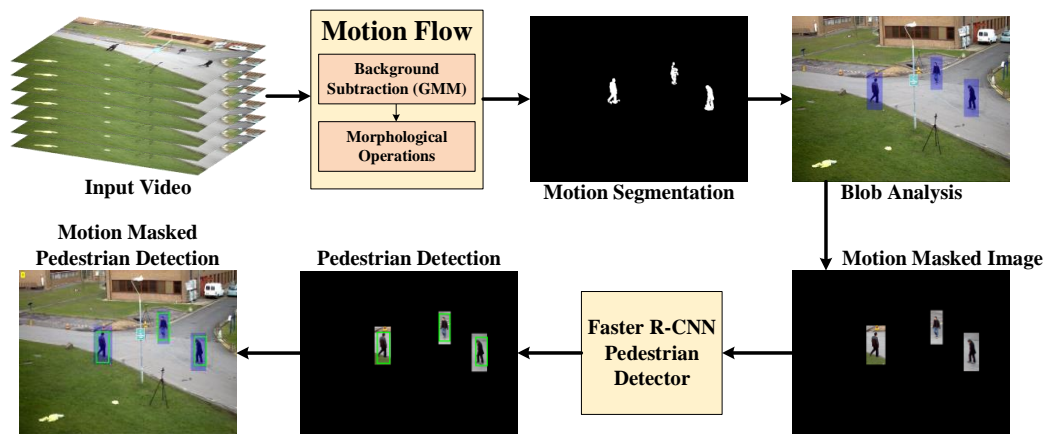 Motion Flow
Background
Subtraction (GMM)
Morphological
Operations
Input Video
Motion Segmentation
Blob Analysis
Motion Masked Image
Faster R-CNN
Pedestrian
Detector
Pedestrian Detection
Motion Masked
Pedestrian Detection